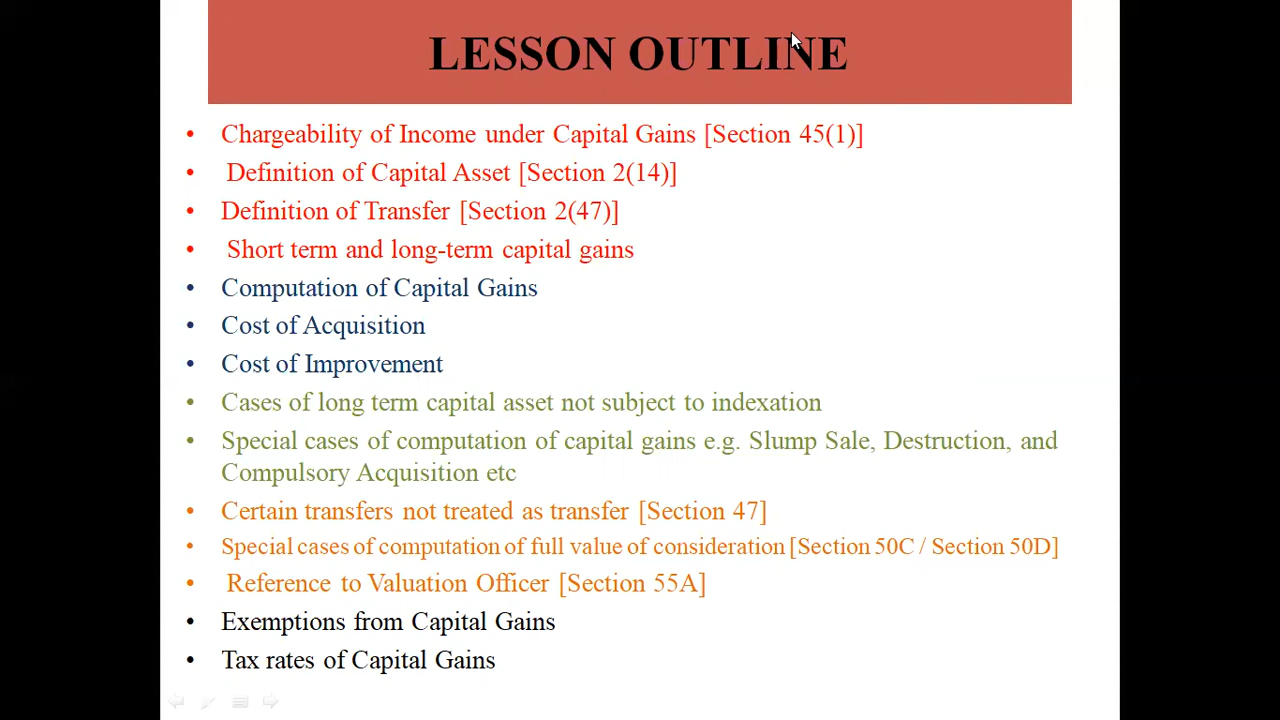 LESSON OUTLINE
• Chargeability of Income under Capital Gains [Section 45(1)]
• Definition of Capital Asset [Section 2(14)]
• Definition of Transfer [Section 2(47)]
• Short term and long-term capital gains
• Computation of Capital Gains
• Cost of Acquisition
• Cost of Improvement
• Cases of long term capital asset not subject to indexation
• Special cases of computation of capital gains e.g. Slump Sale, Destruction, and
Compulsory Acquisition etc
• Certain transfers not treated as transfer [Section 47]
• Special cases of computation of full value of consideration [Section 50C / Section 50D]
• Reference to Valuation Officer [Section 55A]
• Exemptions from Capital Gains
• Tax rates of Capital Gains